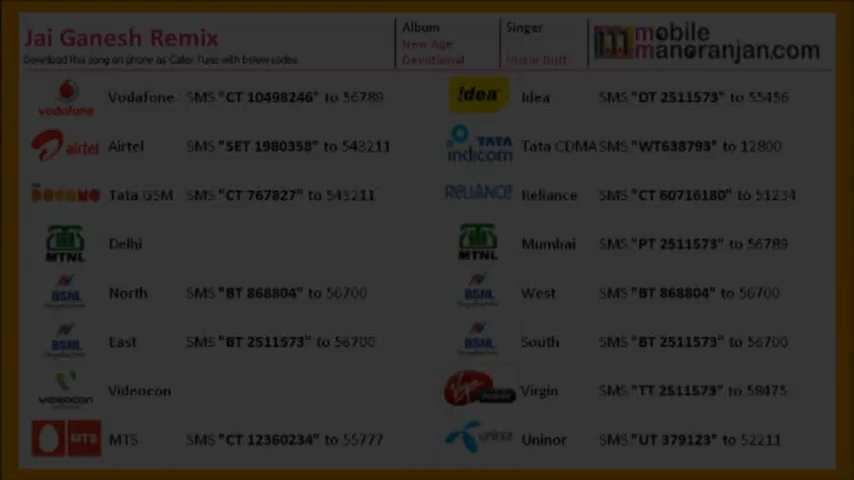 Jai Ganesh Remix
Download this song on phone as Caller Tune with below codes.
Album
New Age
Devotional
Singer
mobile
manoranjan.com
vodafone Vodafone SMS "CT 10498246" to 56789
!dea Idea SMS "DT 2511573" to 55456
airtel Airtel SMS "SET 1980358" to 543211
TATA indicom Tata CDMA SMS "WT638793" to 12800
DOCOMO Tata GSM SMS "CT 767827" to 543211
RELIANCE Reliance SMS "CT 60716180" to 51234
MTNL Delhi
MTNL Mumbai SMS "PT 2511573" to 56789
BSNL North SMS "BT 868804" to 56700
BSNL West SMS "BT 868804" to 56700
BSNL East SMS "BT 2511573" to 56700
BSNL South SMS "BT 2511573" to 56700
VIDEOCON Videocon
Virgin mobile Virgin SMS "TT 2511573" to 58475
MTS MTS SMS "CT 12360234" to 55777
uninor Uninor SMS "UT 379123" to 52211